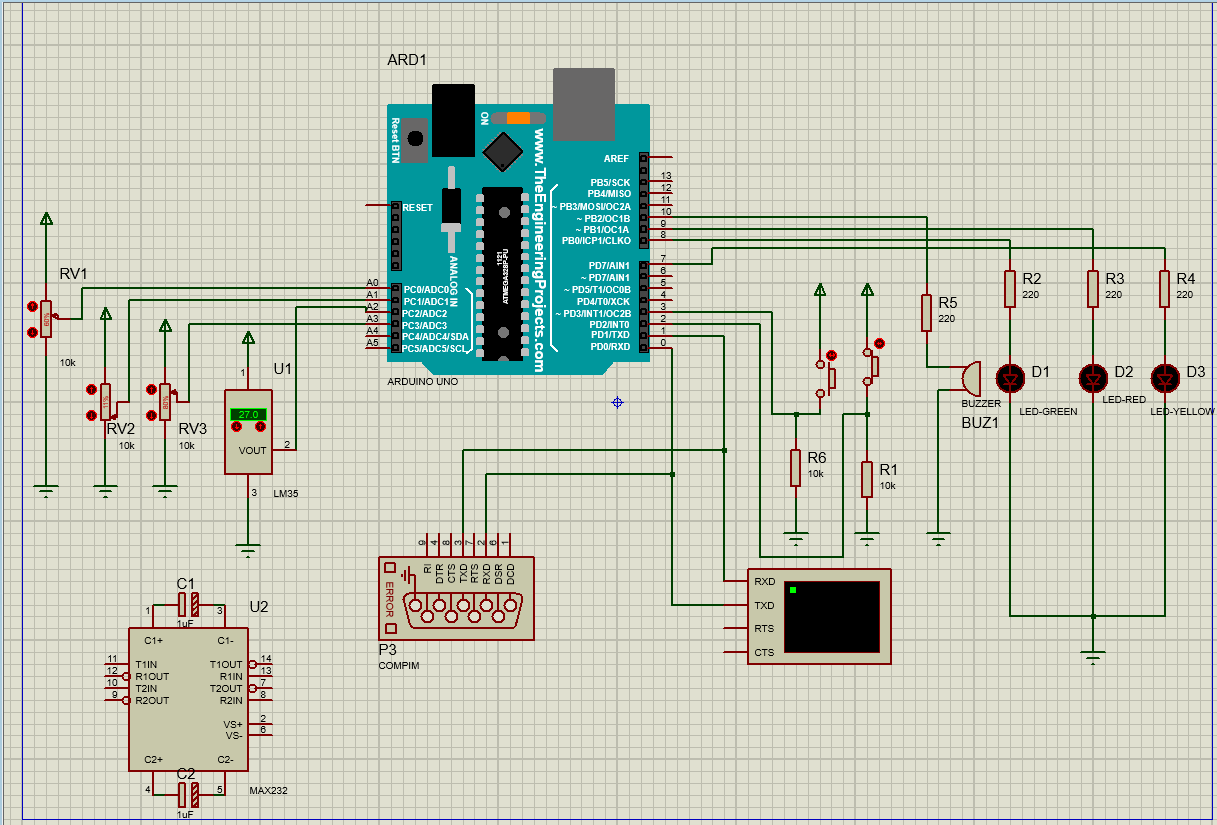 ARD1
Reset BTN
ON
www.TheEngineeringProjects.com
AREF
PB5/SCK 13
PB4/MISO 12
~ PB3/MOSI/OC2A 11
~ PB2/OC1B 10
~ PB1/OC1A 9
PB0/ICP1/CLKO 8
PD7/AIN1 7
~ PD7/AIN1 6
~ PD5/T1/OC0B 5
PD4/T0/XCK 4
~ PD3/INT1/OC2B 3
PD2/INT0 2
PD1/TXD 1
PD0/RXD 0
RESET
ANALOG IN
1121
ATMEGA328P-PU
A0 PC0/ADC0
A1 PC1/ADC1
A2 PC2/ADC2
A3 PC3/ADC3
A4 PC4/ADC4/SDA
A5 PC5/ADC5/SCL
ARDUINO UNO
RV1
10k
RV2
10k
RV3
10k
U1
1
27.0
VOUT
2
3
LM35
R5
220
R2
220
R3
220
R4
220
BUZZER
BUZ1
D1
LED-GREEN
D2
LED-RED
D3
LED-YELLOW
R6
10k
R1
10k
9 4 8 3 7 2 6 1
RI DTR CTS TXD RTS RXD DSR DCD
ERROR
P3
COMPIM
RXD
TXD
RTS
CTS
C1
1uF
U2
1 3
C1+ C1-
11 T1IN T1OUT 14
12 R1OUT R1IN 13
10 T2IN T2OUT 7
9 R2OUT R2IN 8
VS+ 2
VS- 6
C2+ C2-
4 5
C2
1uF
MAX232